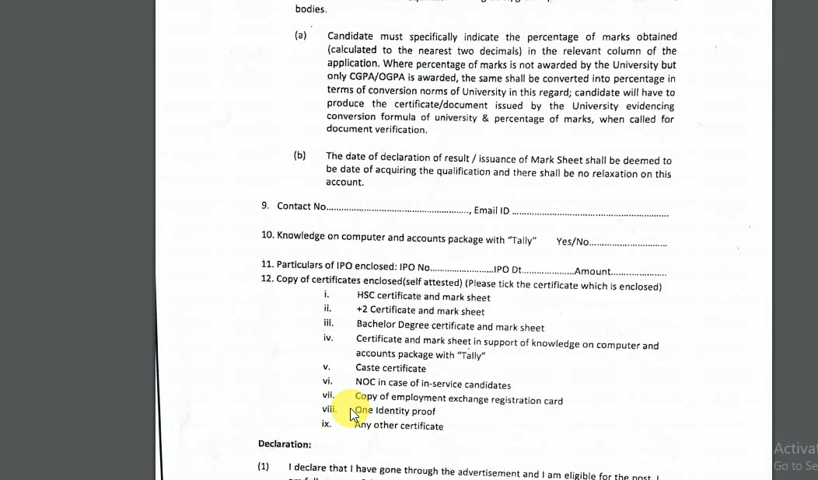 bodies.
(a) Candidate must specifically indicate the percentage of marks obtained
(calculated to the nearest two decimals) in the relevant column of the
application. Where percentage of marks is not awarded by the University but
only CGPA/OGPA is awarded, the same shall be converted into percentage in
terms of conversion norms of University in this regard; candidate will have to
produce the certificate/document issued by the University evidencing
conversion formula of university & percentage of marks, when called for
document verification.
(b) The date of declaration of result / issuance of Mark Sheet shall be deemed to
be date of acquiring the qualification and there shall be no relaxation on this
account.
9. Contact No................................................, Email ID .....................................................
10. Knowledge on computer and accounts package with "Tally" Yes/No..........................
11. Particulars of IPO enclosed: IPO No.....................IPO Dt.................Amount..................
12. Copy of certificates enclosed(self attested) (Please tick the certificate which is enclosed)
i. HSC certificate and mark sheet
ii. +2 Certificate and mark sheet
iii. Bachelor Degree certificate and mark sheet
iv. Certificate and mark sheet in support of knowledge on computer and
accounts package with "Tally"
v. Caste certificate
vi. NOC in case of in-service candidates
vii. Copy of employment exchange registration card
viii. One Identity proof
ix. Any other certificate
Declaration:
(1) I declare that I have gone through the advertisement and I am eligible for the post. I
Activat
Go to Se